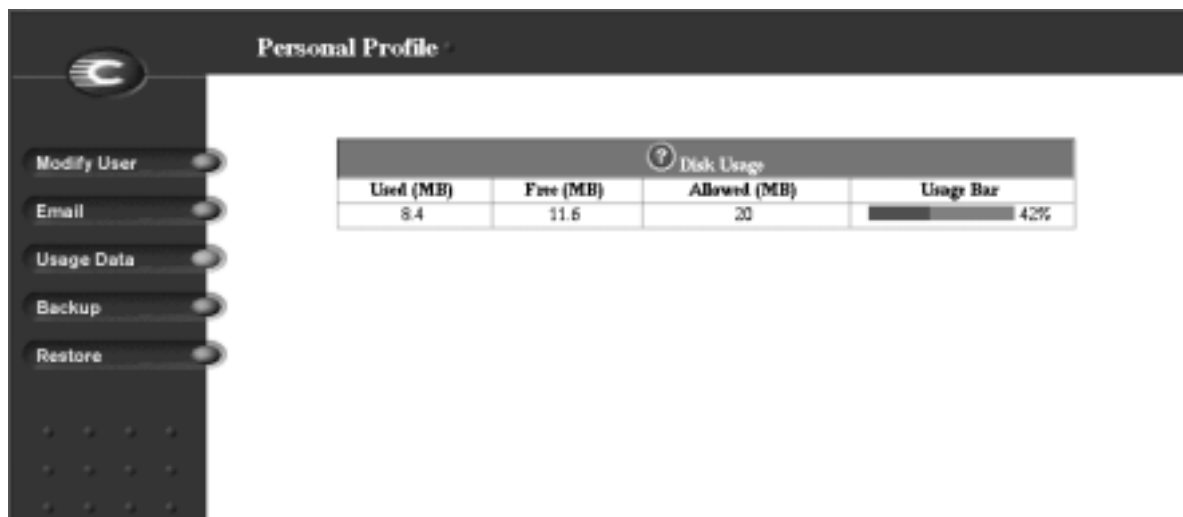 Personal Profile
Modify User
Email
Usage Data
Backup
Restore
? Disk Usage
Used (MB) Free (MB) Allowed (MB) Usage Bar
8.4 11.6 20 42%